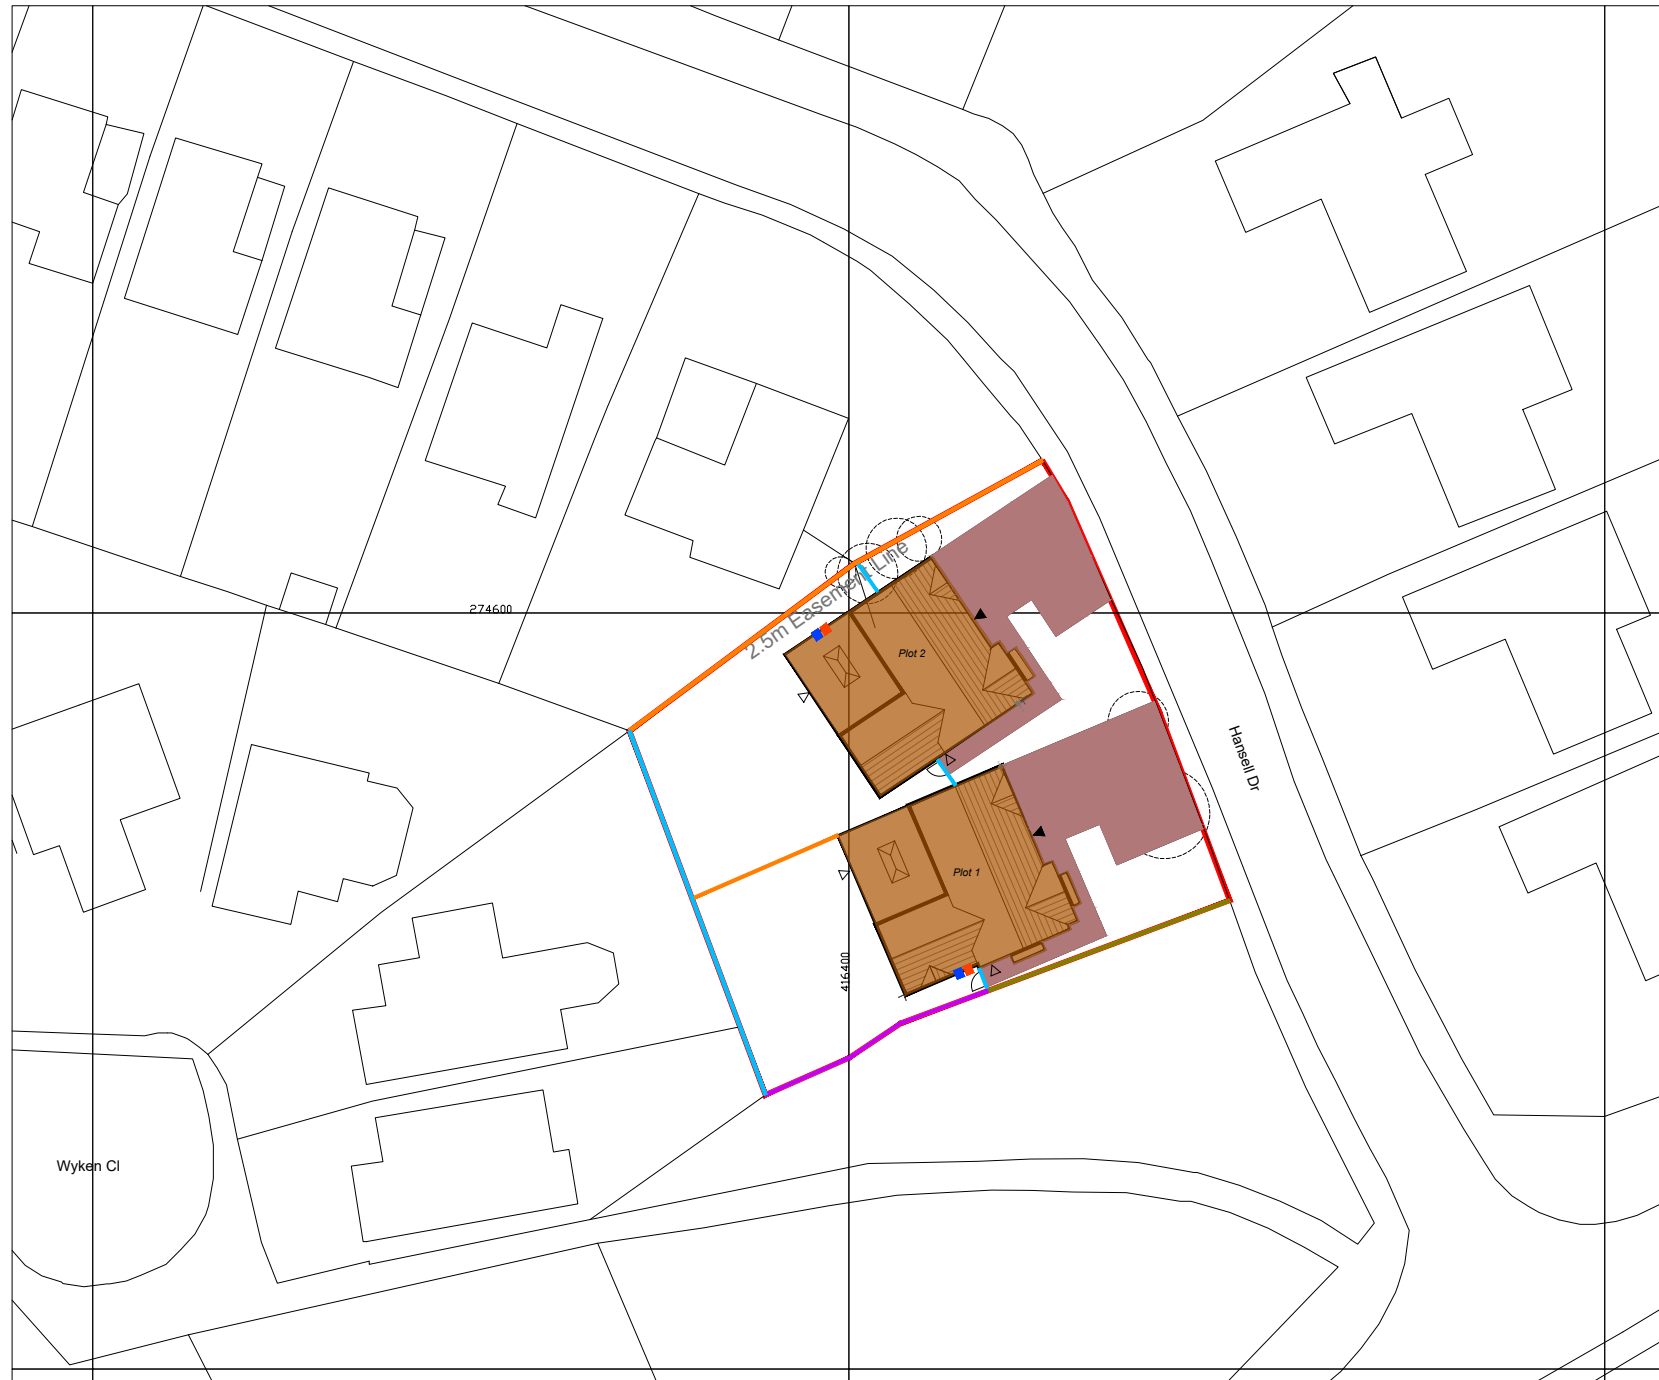 2.5m Easement Line
274600
Plot 2
Hansell Dr
Plot 1
416400
Wyken Cl